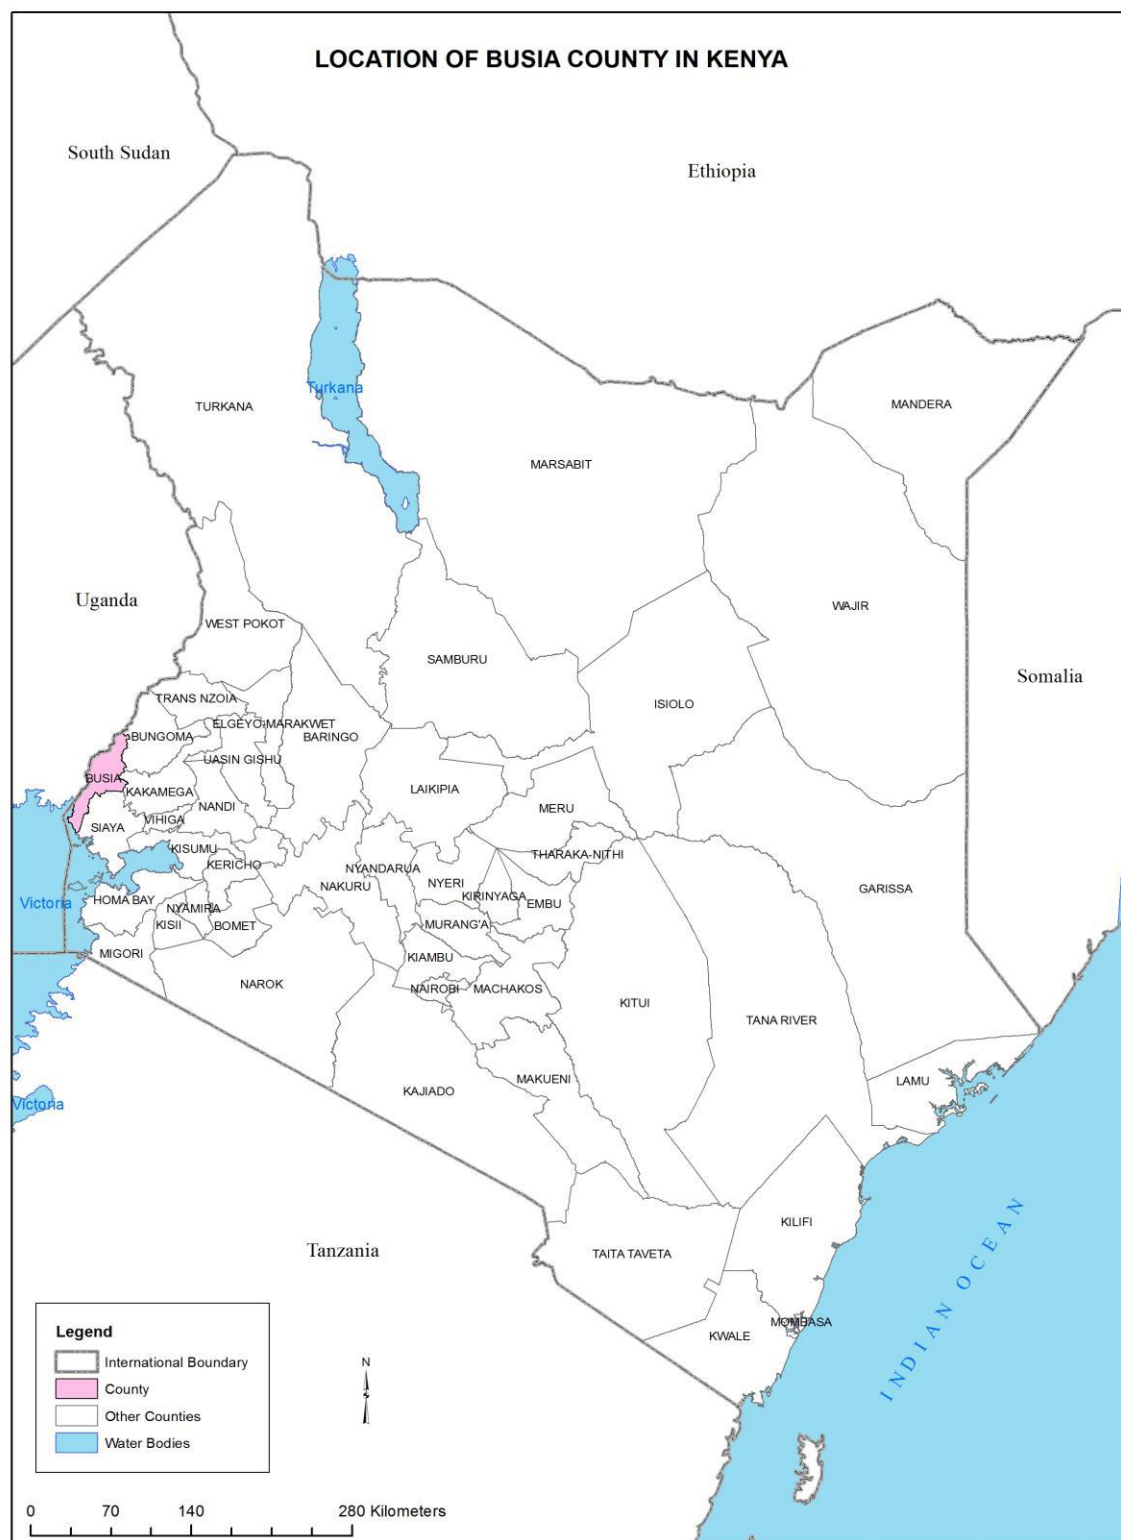 LOCATION OF BUSIA COUNTY IN KENYA
South Sudan
Ethiopia
Turkana
TURKANA
MANDERA
MARSABIT
Uganda
WAJIR
WEST POKOT
SAMBURU
Somalia
TRANS NZOIA
ISIOLO
ELGEYO-MARAKWET
BUNGOMA
BARINGO
UASIN GISHU
BUSIA
KAKAMEGA
LAIKIPIA
NANDI
MERU
VIHIGA
SIAYA
KISUMU
THARAKA-NITHI
KERICHO
NYANDARUA
NAKURU
NYERI
GARISSA
KIRINYAGA
HOMA BAY
Victoria
EMBU
NYAMIRA
KISII
BOMET
MURANG'A
MIGORI
KIAMBU
NAROK
NAIROBI
MACHAKOS
KITUI
TANA RIVER
MAKUENI
LAMU
KAJIADO
Victoria
KILIFI
Tanzania
TAITA TAVETA
INDIAN OCEAN
MOMBASA
KWALE
Legend
International Boundary
County
Other Counties
Water Bodies
N
0 70 140 280 Kilometers